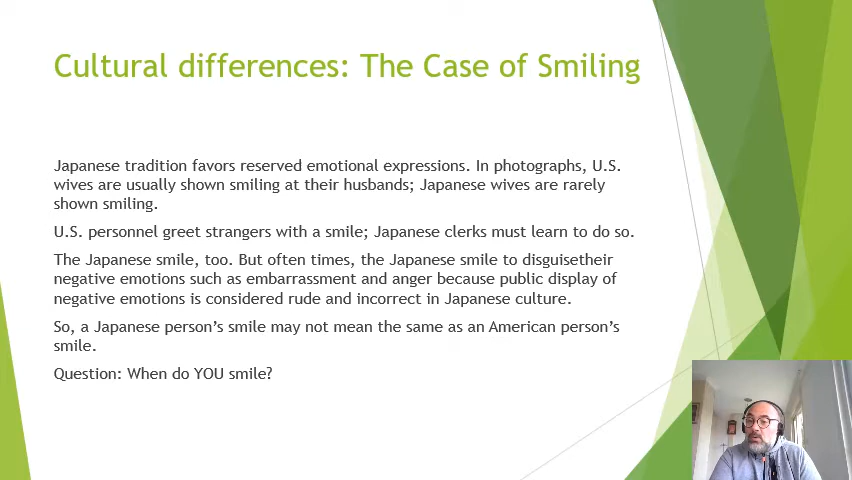 Cultural differences: The Case of Smiling
Japanese tradition favors reserved emotional expressions. In photographs, U.S.
wives are usually shown smiling at their husbands; Japanese wives are rarely
shown smiling.
U.S. personnel greet strangers with a smile; Japanese clerks must learn to do so.
The Japanese smile, too. But often times, the Japanese smile to disguisetheir
negative emotions such as embarrassment and anger because public display of
negative emotions is considered rude and incorrect in Japanese culture.
So, a Japanese person’s smile may not mean the same as an American person’s
smile.
Question: When do YOU smile?